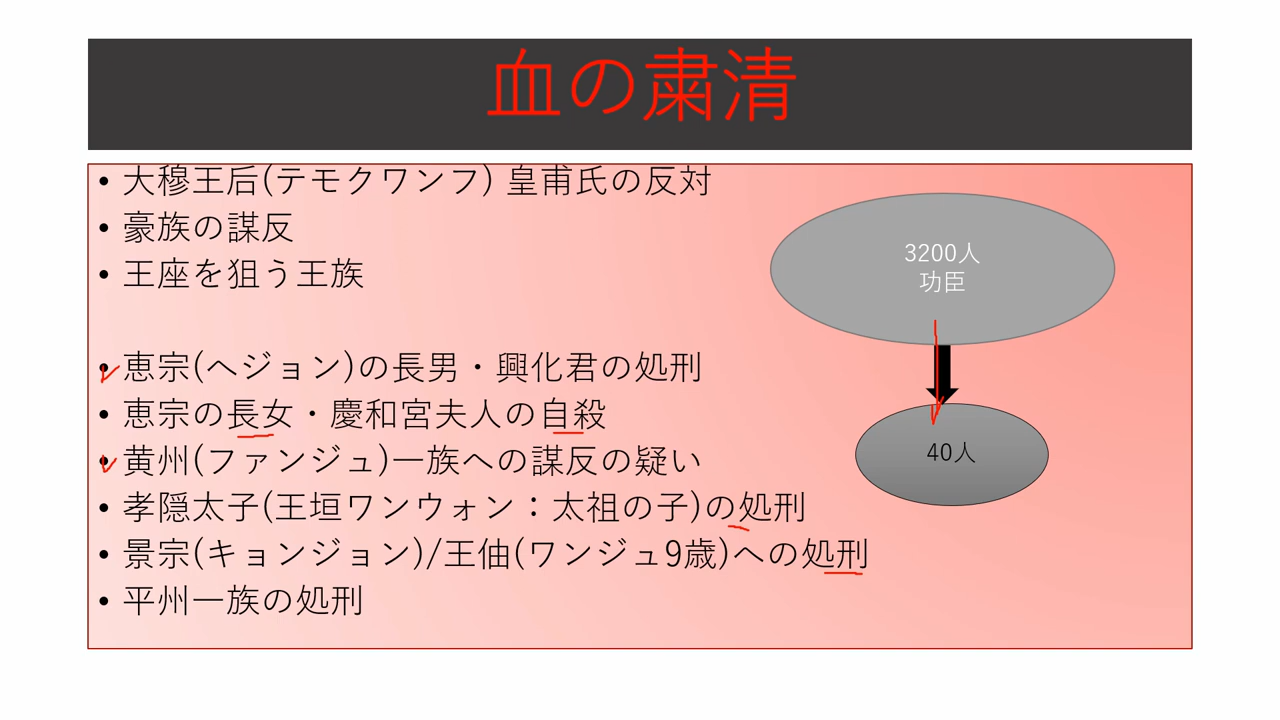 血の粛清
• 大穆王后(テモクワンフ) 皇甫氏の反対
• 豪族の謀反
• 王座を狙う王族
• 恵宗(ヘジョン)の長男・興化君の処刑
• 恵宗の長女・慶和宮夫人の自殺
• 黄州(ファンジュ)一族への謀反の疑い
• 孝隠太子(王垣ワンウォン：太祖の子)の処刑
• 景宗(キョンジョン)/王伷(ワンジュ9歳)への処刑
• 平州一族の処刑
3200人
功臣
40人